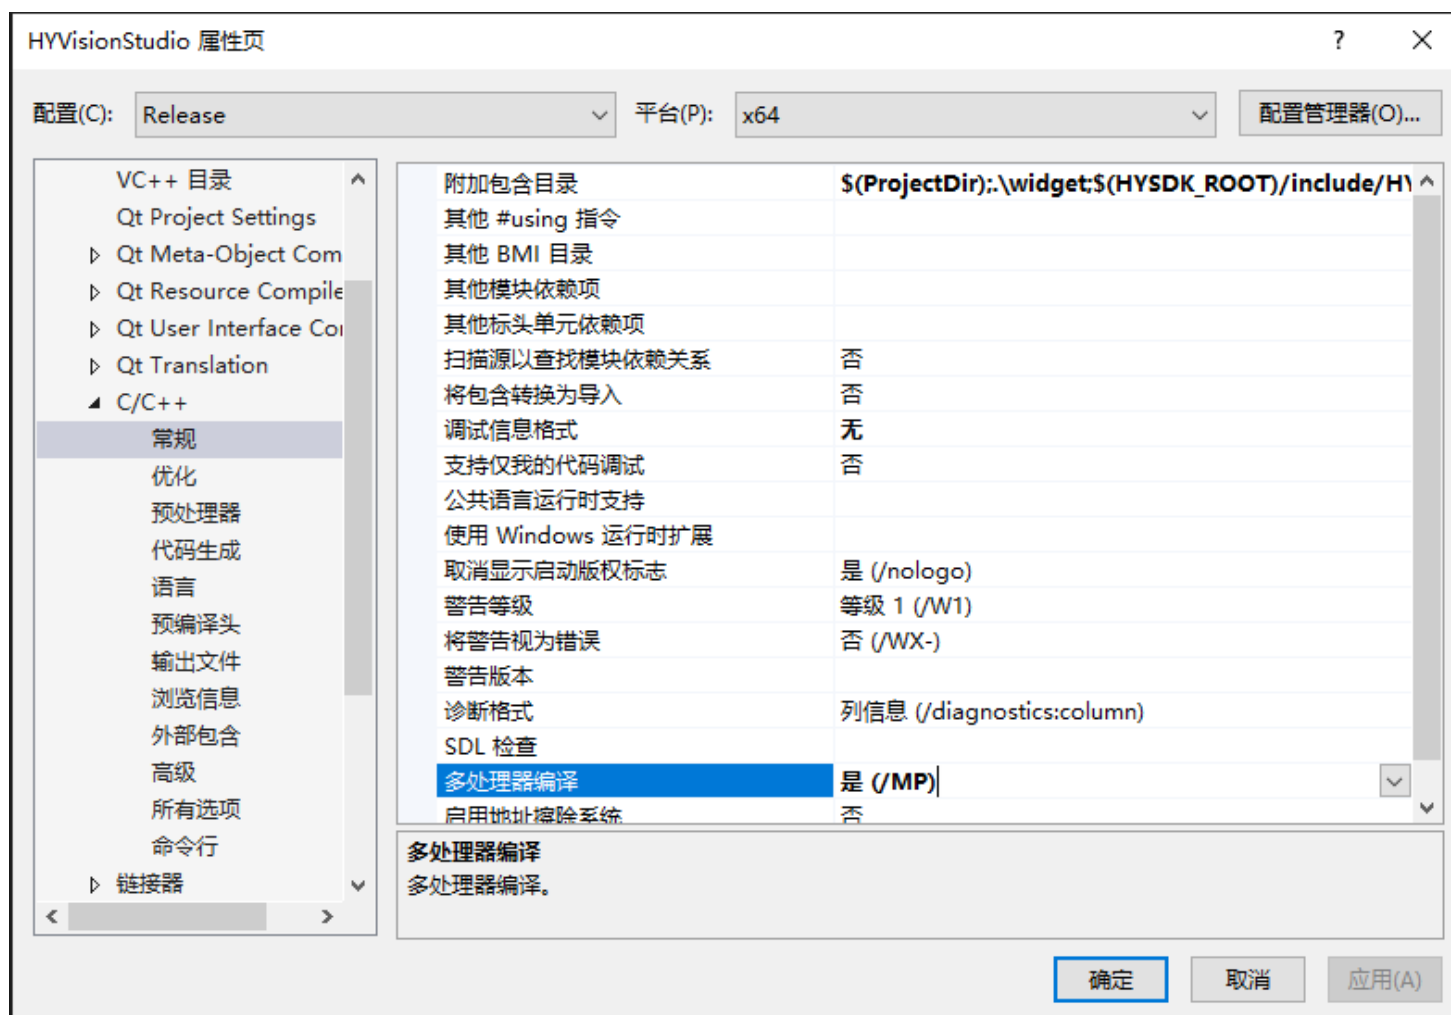 HYVisionStudio 属性页
配置(C): Release 平台(P): x64 配置管理器(O)...
VC++ 目录
Qt Project Settings
Qt Meta-Object Com
Qt Resource Compile
Qt User Interface Co
Qt Translation
C/C++
常规
优化
预处理器
代码生成
语言
预编译头
输出文件
浏览信息
外部包含
高级
所有选项
命令行
链接器
附加包含目录 $(ProjectDir);.\widget;$(HYSDK_ROOT)/include/HY
其他 #using 指令
其他 BMI 目录
其他模块依赖项
其他标头单元依赖项
扫描源以查找模块依赖关系 否
将包含转换为导入 否
调试信息格式 无
支持仅我的代码调试 否
公共语言运行时支持
使用 Windows 运行时扩展
取消显示启动版权标志 是 (/nologo)
警告等级 等级 1 (/W1)
将警告视为错误 否 (/WX-)
警告版本
诊断格式 列信息 (/diagnostics:column)
SDL 检查
多处理器编译 是 (/MP)
启用地址擦除系统 否
多处理器编译
多处理器编译。
确定 取消 应用(A)